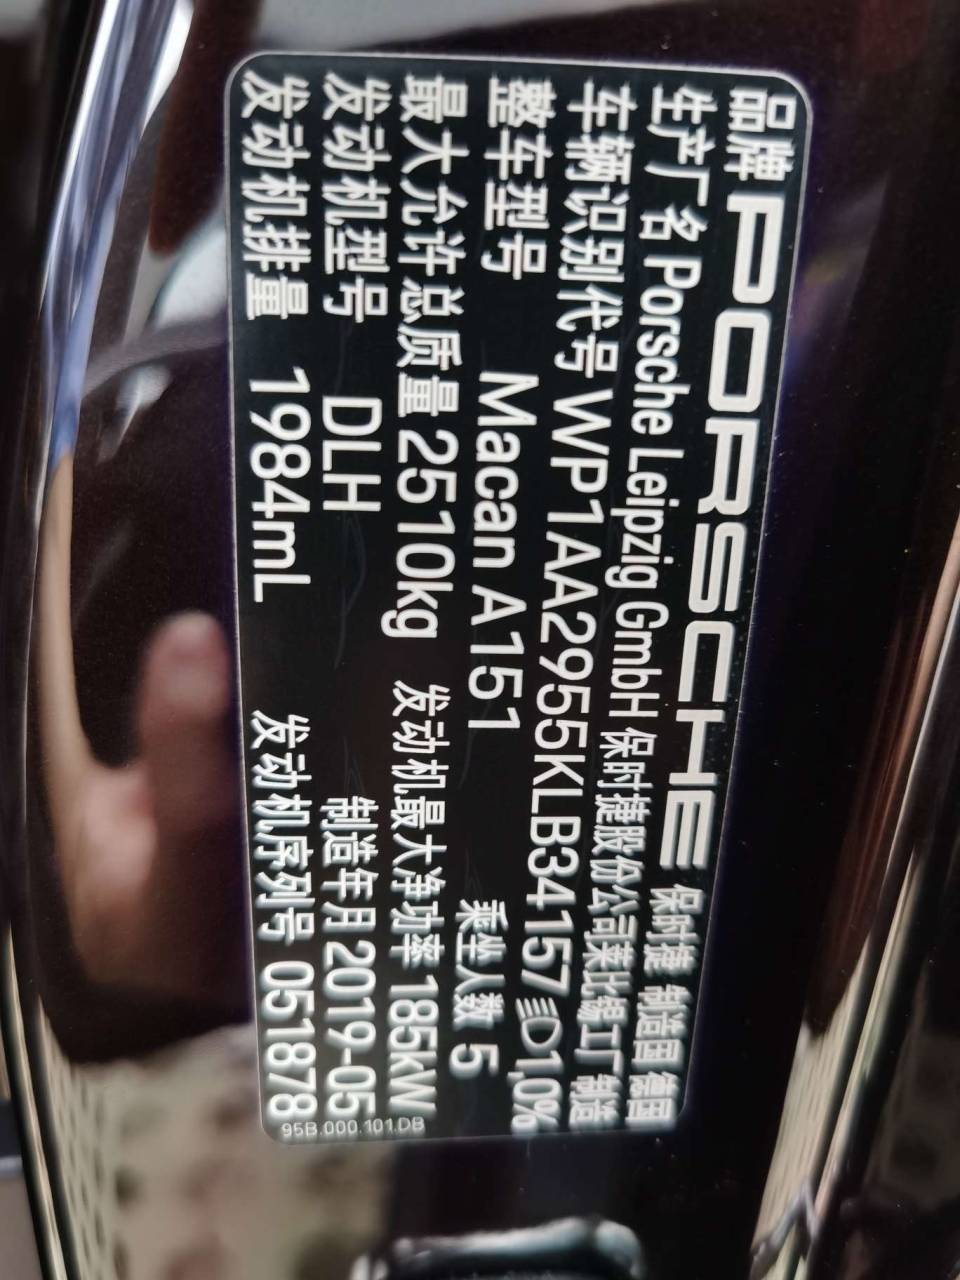 品牌 PORSCHE 保时捷 制造国 德国
生产厂名 Porsche Leipzig GmbH 保时捷股份公司莱比锡工厂 制造
车辆识别代号 WP1AA2955KLB34157 1,0%
整车型号 Macan A151 乘坐人数 5
最大允许总质量 2510kg 发动机最大净功率 185kW
发动机型号 DLH 制造年月 2019-05
发动机排量 1984mL 发动机序列号 051878
95B.000.101.DB